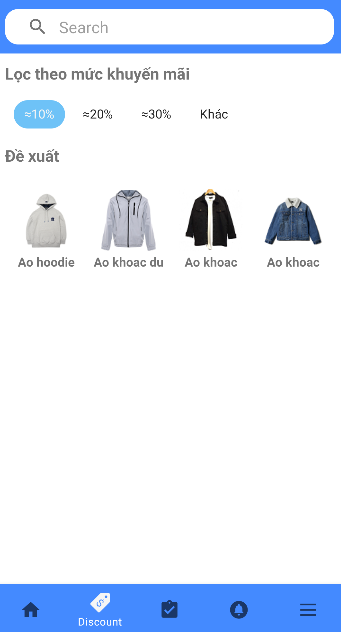 Search
Lọc theo mức khuyến mãi
≈10% ≈20% ≈30% Khác
Đề xuất
Ao hoodie Ao khoac du Ao khoac Ao khoac
Discount